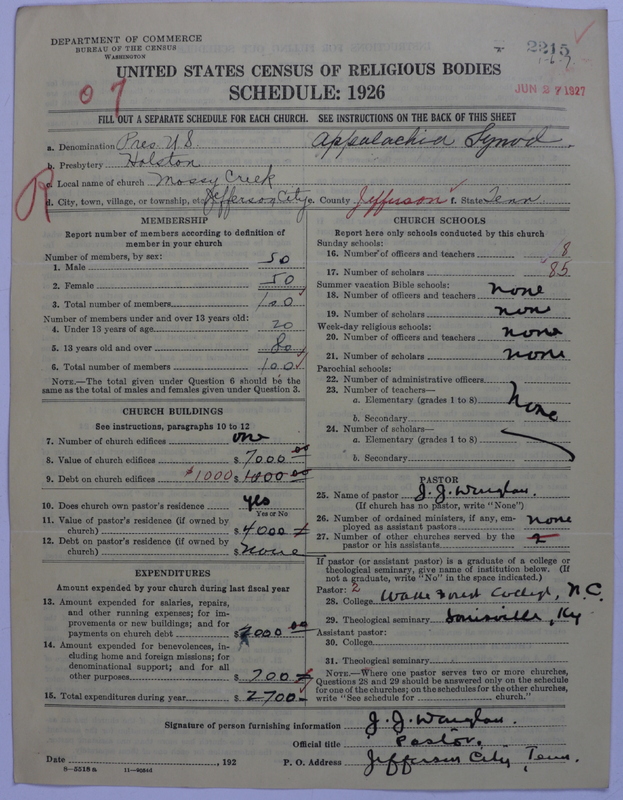 DEPARTMENT OF COMMERCE
BUREAU OF THE CENSUS
WASHINGTON
2215
1-6-9
UNITED STATES CENSUS OF RELIGIOUS BODIES
SCHEDULE: 1926
07
JUN 27 1927
FILL OUT A SEPARATE SCHEDULE FOR EACH CHURCH. SEE INSTRUCTIONS ON THE BACK OF THIS SHEET
a. Denomination Pres. U.S. Appalachia Synod
b. Presbytery Holston
R
c. Local name of church Mossy Creek
d. City, town, village, or township, etc. Jefferson City e. County Jefferson f. State Tenn.
MEMBERSHIP
Report number of members according to definition of
member in your church
Number of members, by sex:
1. Male 50
2. Female 50
3. Total number of members 100
Number of members under and over 13 years old:
4. Under 13 years of age 20
5. 13 years old and over 80
6. Total number of members 100
NOTE.—The total given under Question 6 should be the
same as the total of males and females given under Question 3.
CHURCH BUILDINGS
See instructions, paragraphs 10 to 12
7. Number of church edifices one
8. Value of church edifices $ 7000 00
9. Debt on church edifices $1000 $ 1000 00
10. Does church own pastor's residence yes
Yes or No
11. Value of pastor's residence (if owned by
church) $ 4000
12. Debt on pastor's residence (if owned by
church) $ none
EXPENDITURES
Amount expended by your church during last fiscal year
13. Amount expended for salaries, repairs,
and other running expenses; for im-
provements or new buildings; and for
payments on church debt $ 2000 00
14. Amount expended for benevolences, in-
cluding home and foreign missions; for
denominational support; and for all
other purposes $ 700
15. Total expenditures during year $ 2700
CHURCH SCHOOLS
Report here only schools conducted by this church
Sunday schools:
16. Number of officers and teachers 8
17. Number of scholars 85
Summer vacation Bible schools:
18. Number of officers and teachers none
19. Number of scholars none
Week-day religious schools:
20. Number of officers and teachers none
21. Number of scholars none
Parochial schools:
22. Number of administrative officers
23. Number of teachers—
a. Elementary (grades 1 to 8) none
b. Secondary
24. Number of scholars—
a. Elementary (grades 1 to 8)
b. Secondary
PASTOR
25. Name of pastor J. J.
(If church has no pastor, write "None")
26. Number of ordained ministers, if any, em-
ployed as assistant pastors none
27. Number of other churches served by the
pastor or his assistants 2
If pastor (or assistant pastor) is a graduate of a college or
theological seminary, give name of institution below. (If
not a graduate, write "No" in the space indicated.)
Pastor: 2
28. College Wake Forest College, N.C.
29. Theological seminary Louisville, Ky
Assistant pastor:
30. College
31. Theological seminary
NOTE.—Where one pastor serves two or more churches,
Questions 28 and 29 should be answered only on the schedule
for one of the churches; on the schedules for the other churches,
write "See schedule for church."
Signature of person furnishing information J. J.
Official title Pastor.
Date , 192 P. O. Address Jefferson City, Tenn.
8-5518 a 11-9064d